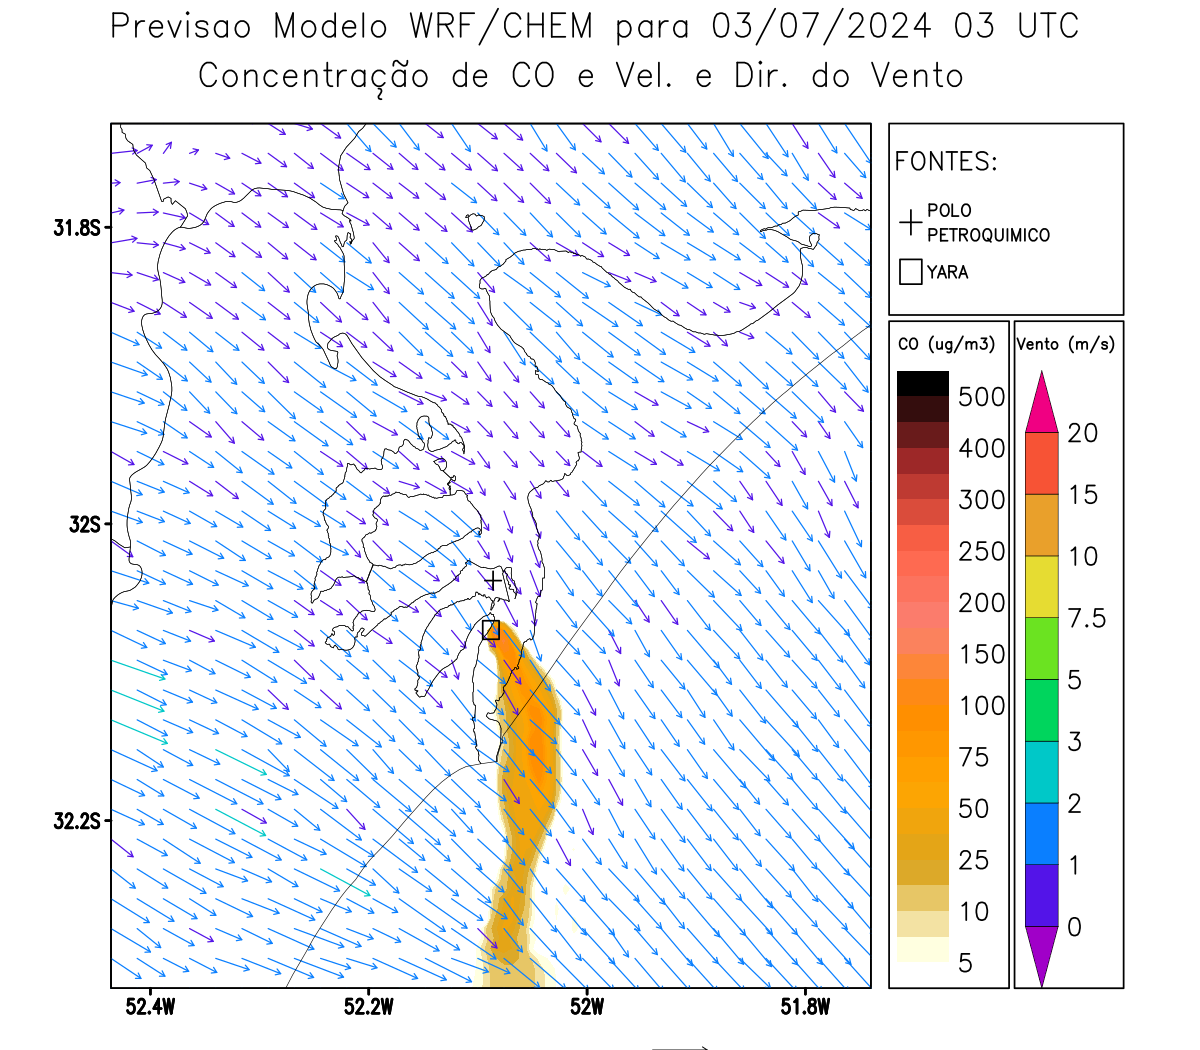 Previsao Modelo WRF/CHEM para 03/07/2024 03 UTC
Concentração de CO e Vel. e Dir. do Vento
FONTES:
POLO
PETROQUIMICO
YARA
CO (ug/m3)
500
400
300
250
200
150
100
75
50
25
10
5
Vento (m/s)
20
15
10
7.5
5
3
2
1
0
31.8S
32S
32.2S
52.4W
52.2W
52W
51.8W